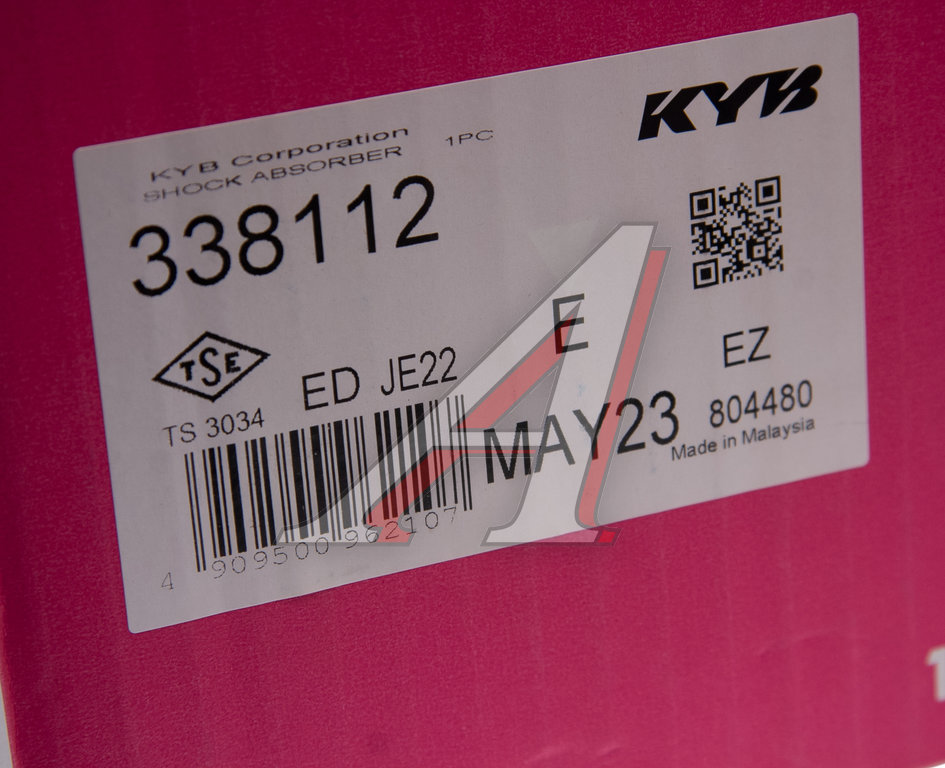 KYB
KYB Corporation
SHOCK ABSORBER 1PC
338112
E
TSE
ED JE22
EZ
TS 3034
MAY23
804480
Made in Malaysia
4 909500 962107